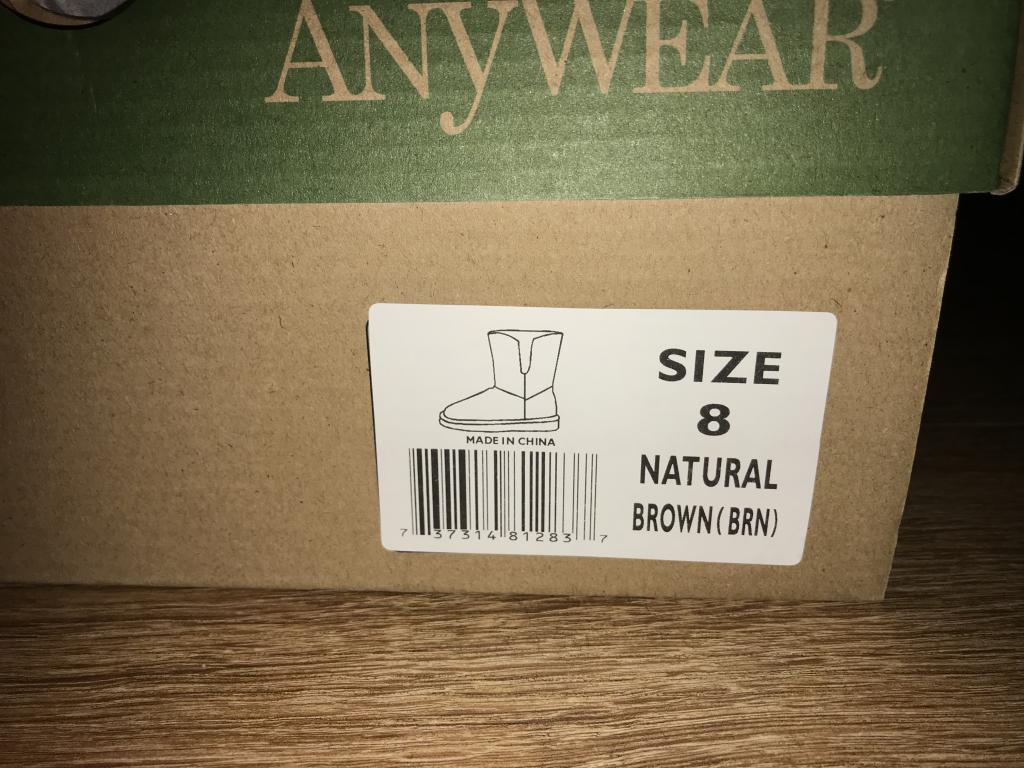 ANYWEAR
MADE IN CHINA
7 37314 81283 7
SIZE
8
NATURAL
BROWN(BRN)